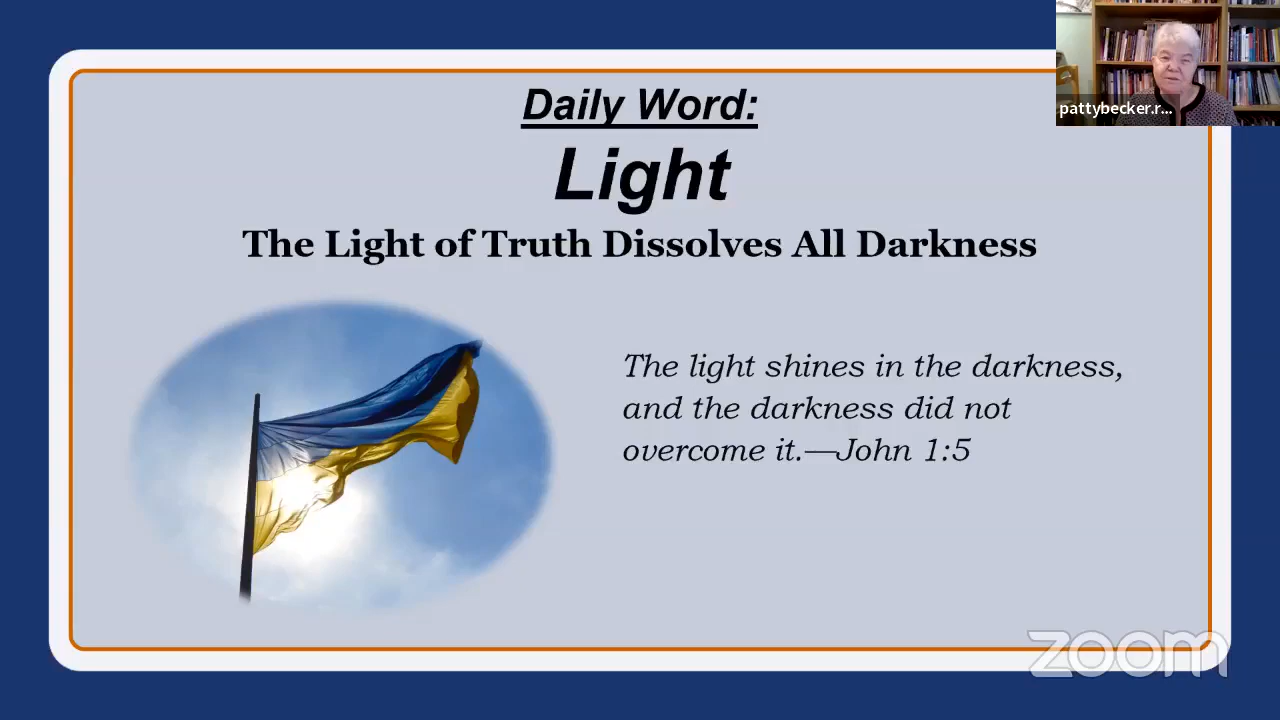 Daily Word:
Light
The Light of Truth Dissolves All Darkness
The light shines in the darkness,
and the darkness did not
overcome it.—John 1:5
pattybecker.r...
zoom